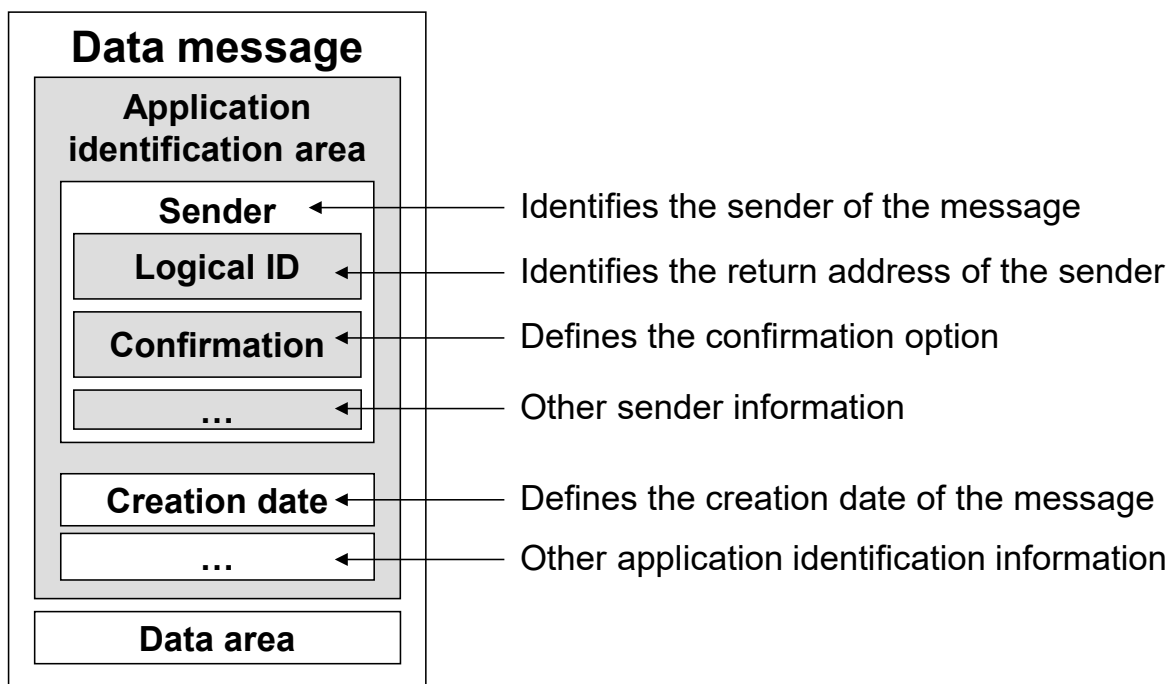 Data message
Application
identification area
Sender
Identifies the sender of the message
Logical ID
Identifies the return address of the sender
Confirmation
Defines the confirmation option
...
Other sender information
Creation date
Defines the creation date of the message
...
Other application identification information
Data area